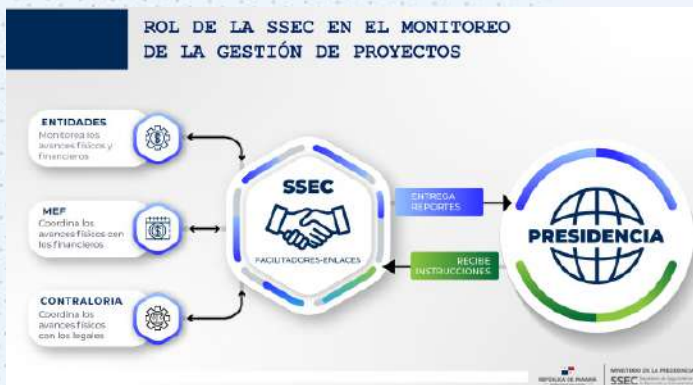 ROL DE LA SSEC EN EL MONITOREO
DE LA GESTIÓN DE PROYECTOS
ENTIDADES
Monitorea los
avances físicos y
financieros
MEF
Coordina los
avances físicos con
los financieros
CONTRALORIA
Coordina los
avances físicos
con los legales
SSEC
FACILITADORES-ENLACES
ENTREGA
REPORTES
RECIBE
INSTRUCCIONES
PRESIDENCIA
REPÚBLICA DE PANAMÁ
MINISTERIO DE LA PRESIDENCIA
SSEC